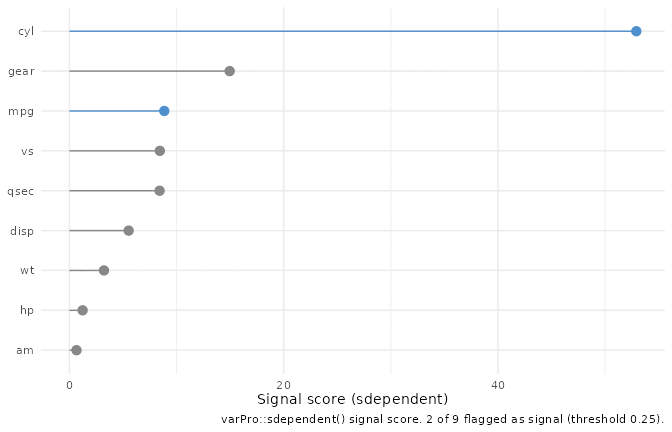 cyl
gear
mpg
vs
qsec
disp
wt
hp
am
0 20 40
Signal score (sdependent)
varPro::sdependent() signal score. 2 of 9 flagged as signal (threshold 0.25).